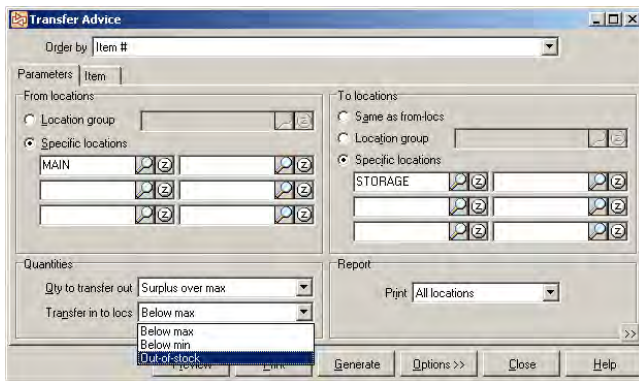 Transfer Advice
Order by Item #
Parameters Item
From locations
Location group
Specific locations
MAIN
To locations
Same as from-locs
Location group
Specific locations
STORAGE
Quantities
Qty to transfer out Surplus over max
Transfer in to locs Below max
Below max
Below min
Out-of-stock
Report
Print All locations
>>
Generate Options >> Close Help